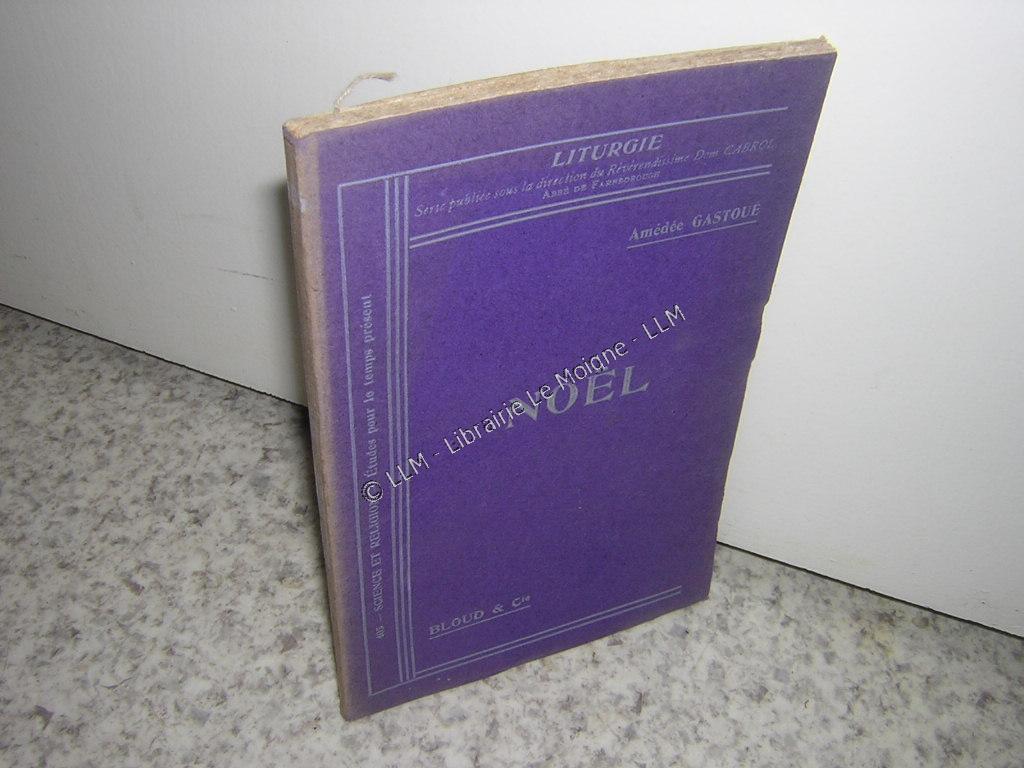 LITURGIE
Série publiée sous la direction du Révérendissime Dom CABROL,
ABBÉ DE FARNBOROUGH
Amédée GASTOUÉ
NOËL
BLOUD & Cie
SCIENCE ET RELIGION Études pour le temps présent
© LLM - Librairie Le Moigne - LLM